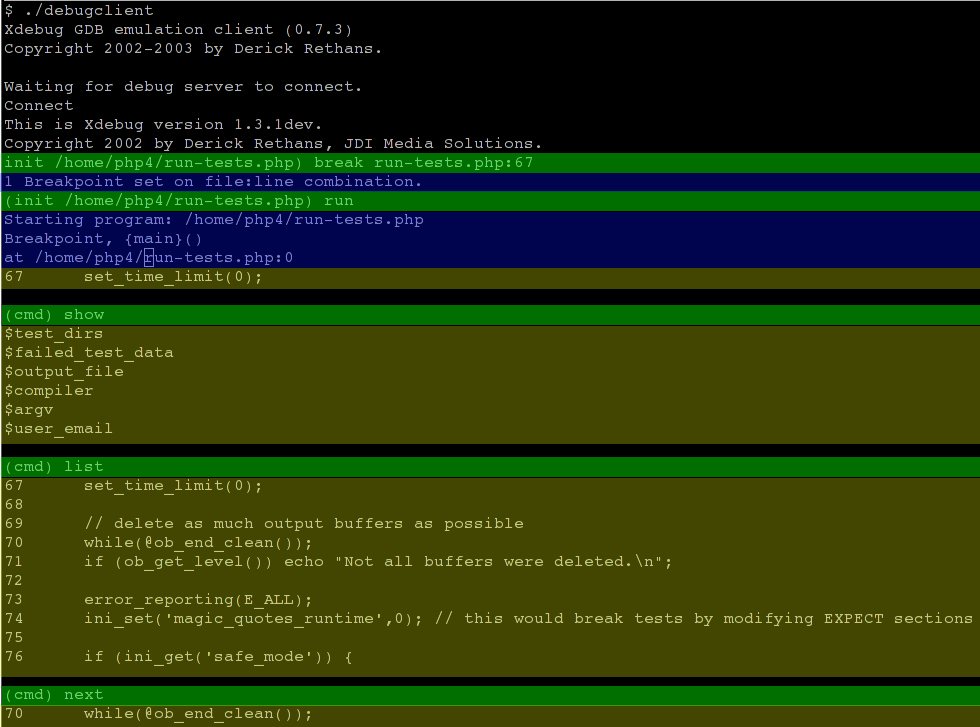 $ ./debugclient
Xdebug GDB emulation client (0.7.3)
Copyright 2002-2003 by Derick Rethans.

Waiting for debug server to connect.
Connect
This is Xdebug version 1.3.1dev.
Copyright 2002 by Derick Rethans, JDI Media Solutions.
init /home/php4/run-tests.php) break run-tests.php:67
1 Breakpoint set on file:line combination.
(init /home/php4/run-tests.php) run
Starting program: /home/php4/run-tests.php
Breakpoint, {main}()
at /home/php4/run-tests.php:0
67      set_time_limit(0);

(cmd) show
$test_dirs
$failed_test_data
$output_file
$compiler
$argv
$user_email

(cmd) list
67      set_time_limit(0);
68
69      // delete as much output buffers as possible
70      while(@ob_end_clean());
71      if (ob_get_level()) echo "Not all buffers were deleted.\n";
72
73      error_reporting(E_ALL);
74      ini_set('magic_quotes_runtime',0); // this would break tests by modifying EXPECT sections
75
76      if (ini_get('safe_mode')) {

(cmd) next
70      while(@ob_end_clean());